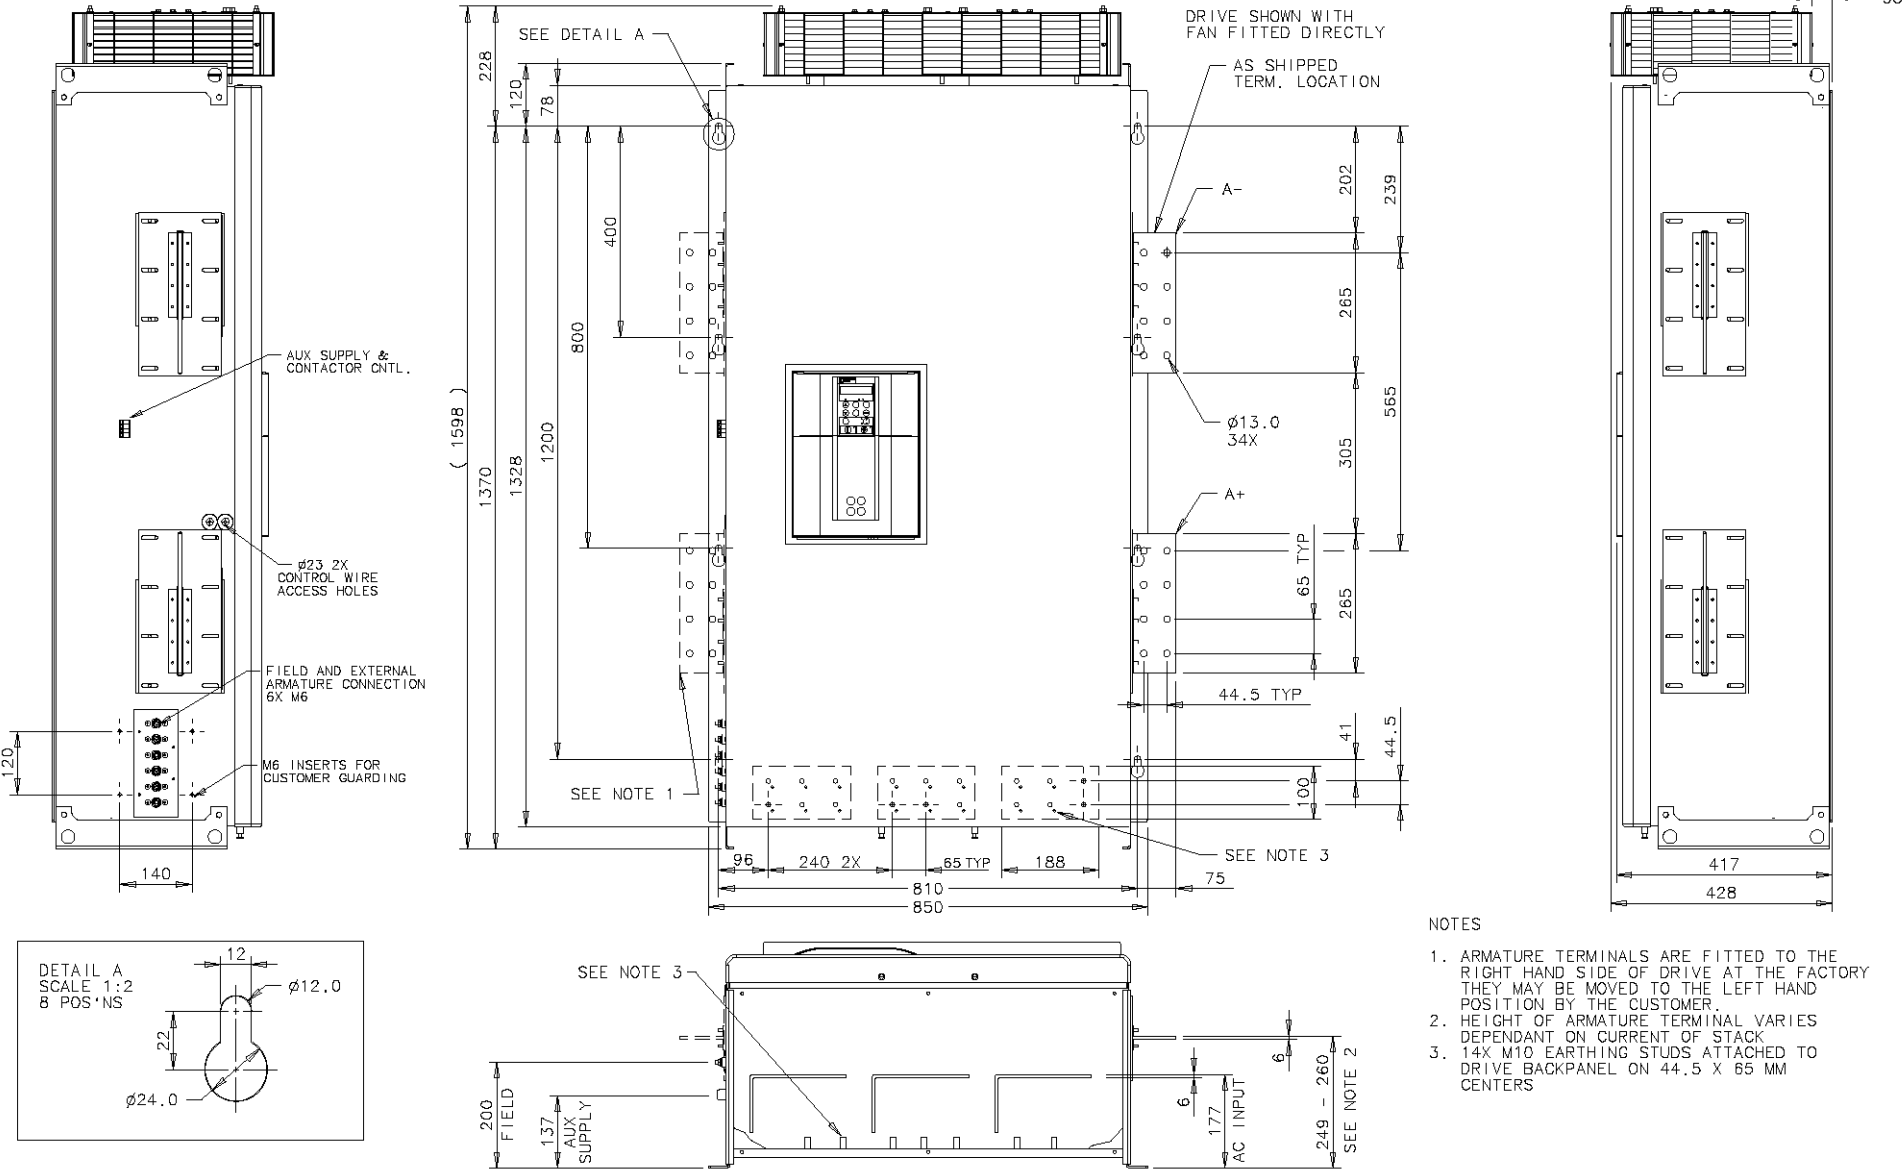 DRIVE SHOWN WITH
FAN FITTED DIRECTLY
AS SHIPPED
TERM. LOCATION
SEE DETAIL A
228
120
78
A-
202
239
400
265
800
AUX SUPPLY &
CONTACTOR CNTL.
( 1598 )
1370
1328
1200
Ø13.0
34X
565
305
A+
65 TYP
265
Ø23 2X
CONTROL WIRE
ACCESS HOLES
FIELD AND EXTERNAL
ARMATURE CONNECTION
6X M6
44.5 TYP
41
44.5
120
M6 INSERTS FOR
CUSTOMER GUARDING
SEE NOTE 1
100
SEE NOTE 3
140
96
240 2X
65 TYP
188
810
75
850
417
428
DETAIL A
SCALE 1:2
8 POS'NS
12
Ø12.0
22
Ø24.0
SEE NOTE 3
200
FIELD
137
AUX
SUPPLY
6
177
AC INPUT
6
249 - 260
SEE NOTE 2
NOTES
1. ARMATURE TERMINALS ARE FITTED TO THE
RIGHT HAND SIDE OF DRIVE AT THE FACTORY
THEY MAY BE MOVED TO THE LEFT HAND
POSITION BY THE CUSTOMER.
2. HEIGHT OF ARMATURE TERMINAL VARIES
DEPENDANT ON CURRENT OF STACK
3. 14X M10 EARTHING STUDS ATTACHED TO
DRIVE BACKPANEL ON 44.5 X 65 MM
CENTERS